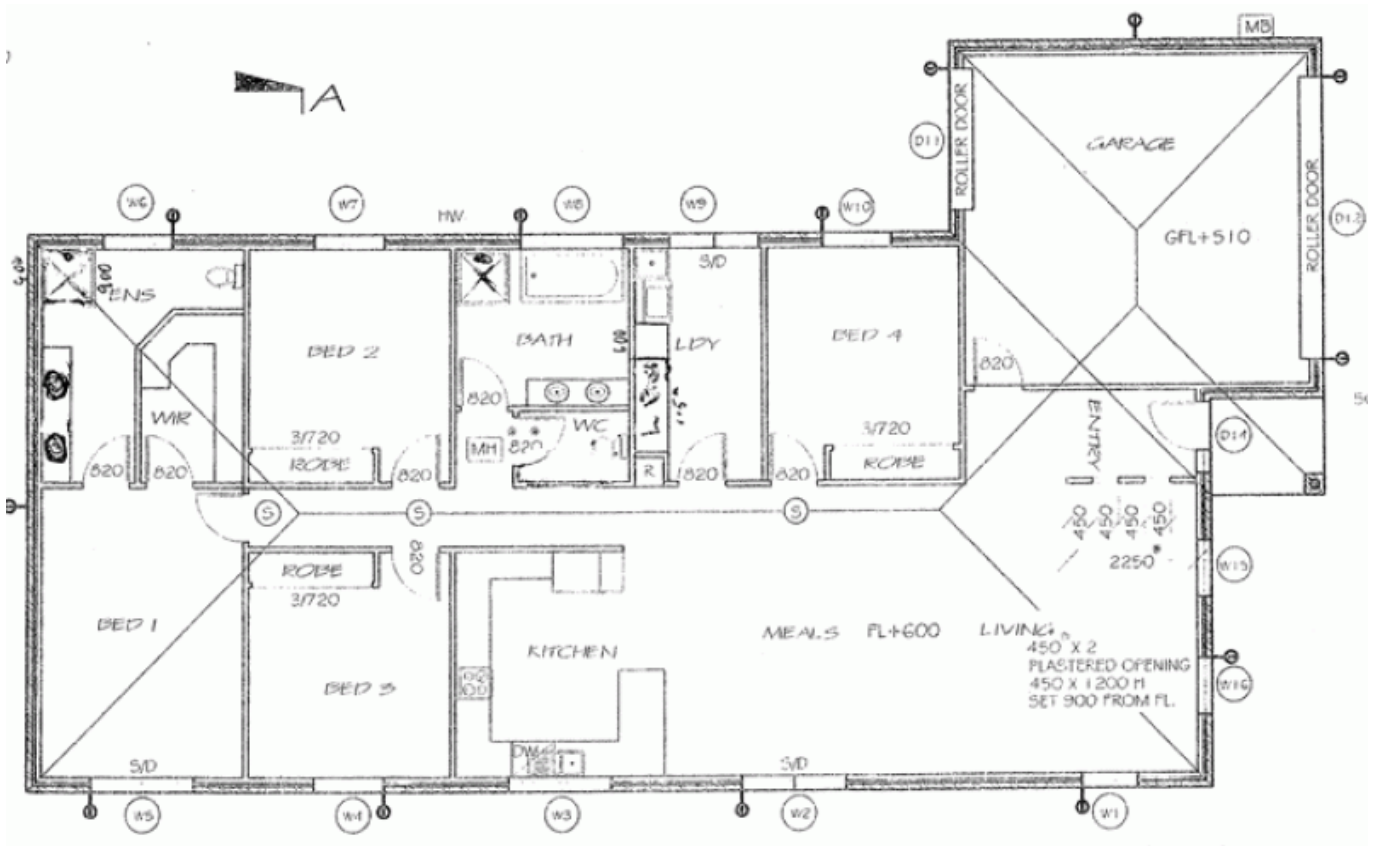 MB
A
ROLLER DOOR
D11
GARAGE
ROLLER DOOR
D12
GFL+510
W6
W7
HW
W8
W9
W10
900
ENS
S/D
BED 2
BATH
LDY
BED 4
820
WIR
820
WC
3/720
ROBE
MH
820
3/720
ROBE
ENTRY
D14
820
820
820
R
820
820
S
S
S
450
450
450
450
2250
820
ROBE
3/720
W15
BED 1
KITCHEN
MEALS
FL+600
LIVING
450 X 2
PLASTERED OPENING
450 X 1200 H
SET 900 FROM FL.
W16
BED 3
DW
S/D
S/D
W5
W4
W3
W2
W1